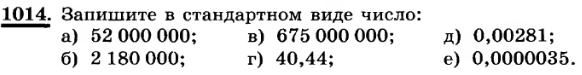 1014. Запишите в стандартном виде число:
а) 52 000 000; в) 675 000 000; д) 0,00281;
б) 2 180 000; г) 40,44; е) 0,0000035.